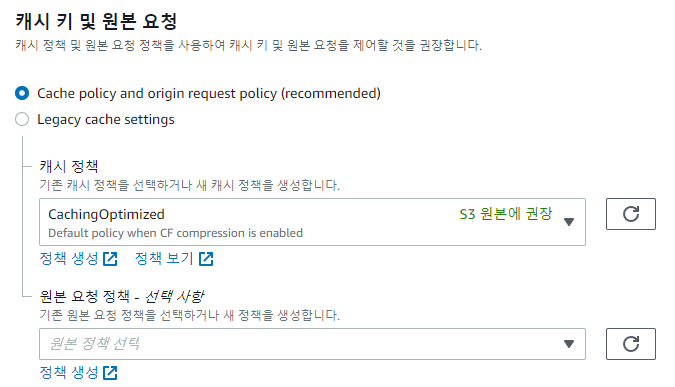 캐시 키 및 원본 요청
캐시 정책 및 원본 요청 정책을 사용하여 캐시 키 및 원본 요청을 제어할 것을 권장합니다.
Cache policy and origin request policy (recommended)
Legacy cache settings
캐시 정책
기존 캐시 정책을 선택하거나 새 캐시 정책을 생성합니다.
CachingOptimized S3 원본에 권장
Default policy when CF compression is enabled
정책 생성 정책 보기
원본 요청 정책 - 선택 사항
기존 원본 요청 정책을 선택하거나 새 정책을 생성합니다.
원본 정책 선택
정책 생성